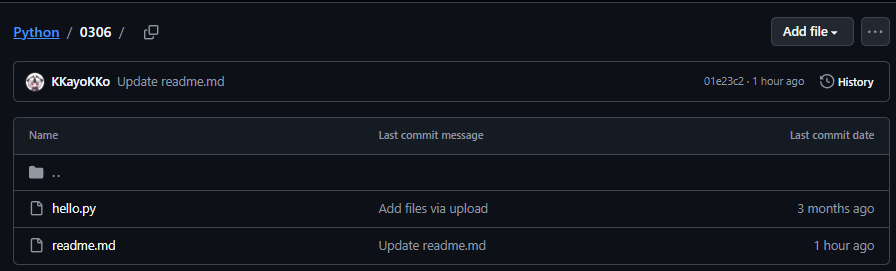 Python / 0306 /
Add file
KKayoKKo Update readme.md
01e23c2 · 1 hour ago
History
Name Last commit message Last commit date
..
hello.py Add files via upload 3 months ago
readme.md Update readme.md 1 hour ago